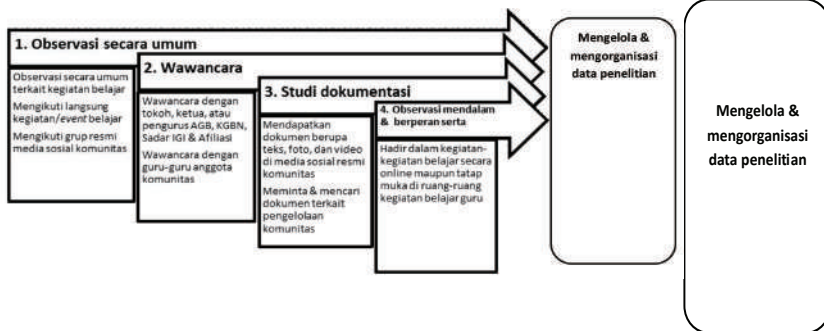 1. Observasi secara umum
Observasi secara umum
terkait kegiatan belajar
Mengikuti langsung
kegiatan/event belajar
Mengikuti grup resmi
media sosial komunitas
2. Wawancara
Wawancara dengan
tokoh, ketua, atau
pengurus AGB, KGBN,
Sadar IGI & Afiliasi
Wawancara dengan
guru-guru anggota
komunitas
3. Studi dokumentasi
Mendapatkan
dokumen berupa
teks, foto, dan video
di media sosial resmi
komunitas
Meminta & mencari
dokumen terkait
pengelolaan
komunitas
4. Observasi mendalam
& berperan serta
Hadir dalam kegiatan-
kegiatan belajar secara
online maupun tatap
muka di ruang-ruang
kegiatan belajar guru
Mengelola &
mengorganisasi
data penelitian
Mengelola &
mengorganisasi
data penelitian